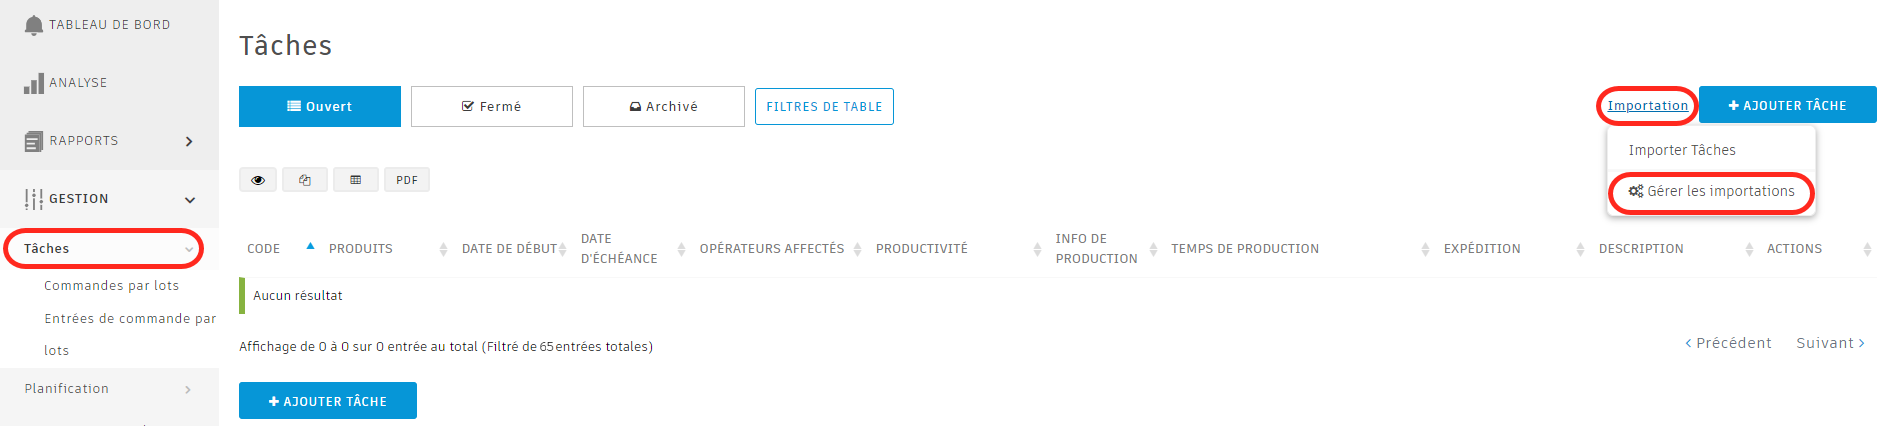 TABLEAU DE BORD
ANALYSE
RAPPORTS
GESTION
Tâches
Commandes par lots
Entrées de commande par
lots
Planification
Tâches
Ouvert
Fermé
Archivé
FILTRES DE TABLE
Importation
AJOUTER TÂCHE
Importer Tâches
Gérer les importations
PDF
CODE
PRODUITS
DATE DE DÉBUT
DATE
D'ÉCHÉANCE
OPÉRATEURS AFFECTÉS
PRODUCTIVITÉ
INFO DE
PRODUCTION
TEMPS DE PRODUCTION
EXPÉDITION
DESCRIPTION
ACTIONS
Aucun résultat
Affichage de 0 à 0 sur 0 entrée au total (Filtré de 65entrées totales)
Précédent
Suivant
AJOUTER TÂCHE